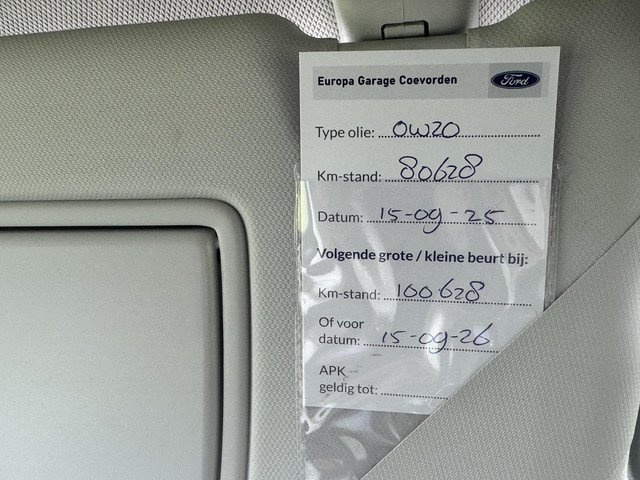 Europa Garage Coevorden Ford
Type olie: 0W20
Km-stand: 80628
Datum: 15-09-25
Volgende grote / kleine beurt bij:
Km-stand: 100628
Of voor
datum: 15-09-26
APK
geldig tot: